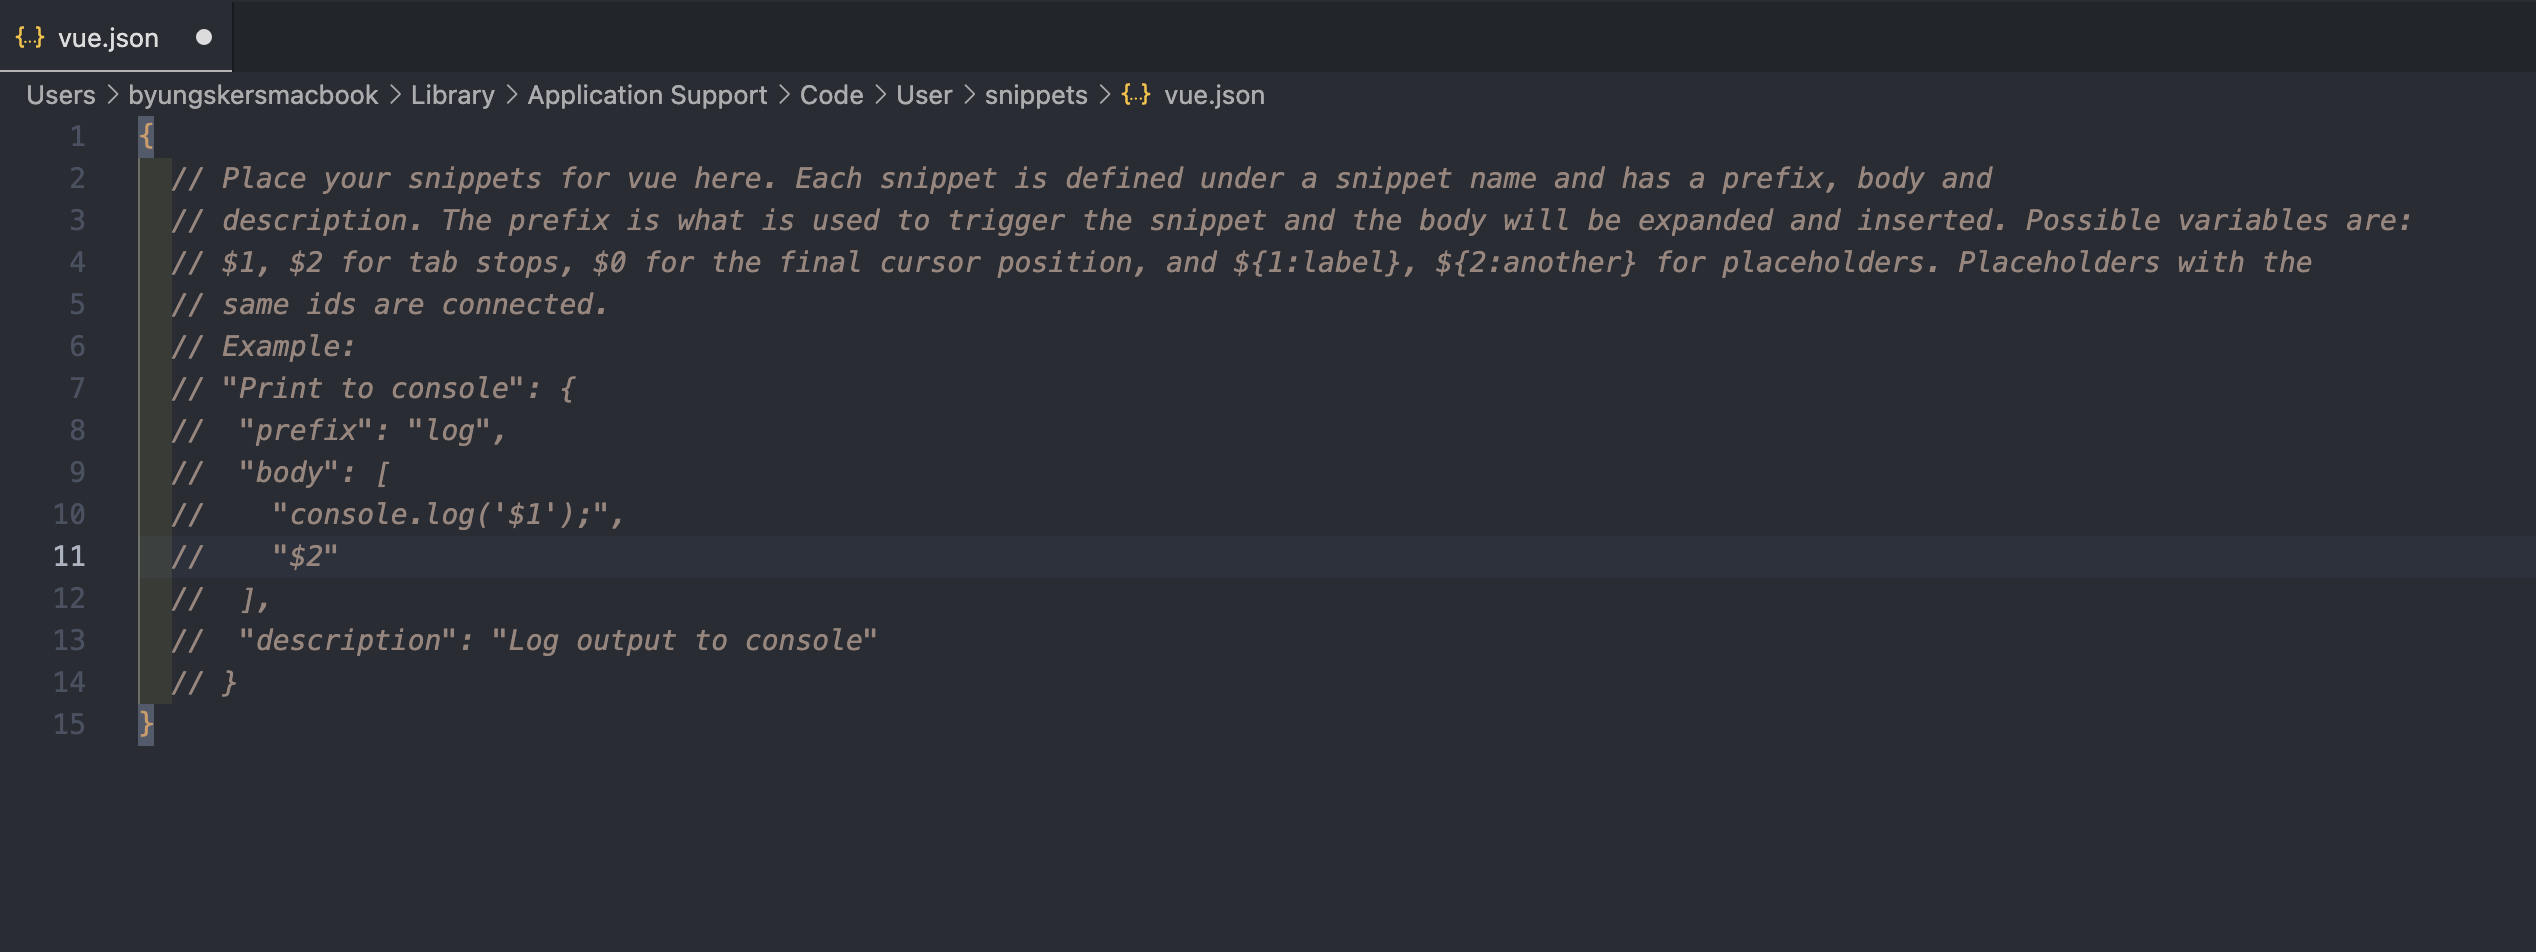 {..} vue.json
Users > byungskersmacbook > Library > Application Support > Code > User > snippets > {..} vue.json
1 {
2 // Place your snippets for vue here. Each snippet is defined under a snippet name and has a prefix, body and
3 // description. The prefix is what is used to trigger the snippet and the body will be expanded and inserted. Possible variables are:
4 // $1, $2 for tab stops, $0 for the final cursor position, and ${1:label}, ${2:another} for placeholders. Placeholders with the
5 // same ids are connected.
6 // Example:
7 // "Print to console": {
8 //  "prefix": "log",
9 //  "body": [
10 //    "console.log('$1');",
11 //    "$2"
12 //  ],
13 //  "description": "Log output to console"
14 // }
15 }